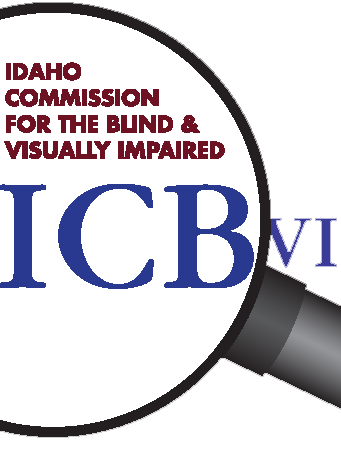 IDAHO
COMMISSION
FOR THE BLIND &
VISUALLY IMPAIRED
ICBVI